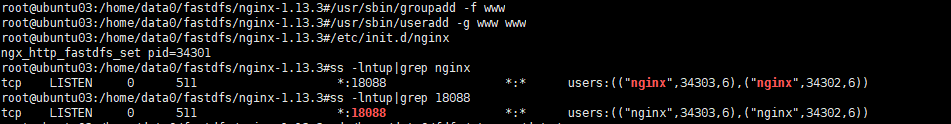 root@ubuntu03:/home/data0/fastdfs/nginx-1.13.3#/usr/sbin/groupadd -f www
root@ubuntu03:/home/data0/fastdfs/nginx-1.13.3#/usr/sbin/useradd -g www www
root@ubuntu03:/home/data0/fastdfs/nginx-1.13.3#/etc/init.d/nginx
ngx_http_fastdfs_set pid=34301
root@ubuntu03:/home/data0/fastdfs/nginx-1.13.3#ss -lntup|grep nginx
tcp LISTEN 0 511 *:18088 *:* users:(("nginx",34303,6),("nginx",34302,6))
root@ubuntu03:/home/data0/fastdfs/nginx-1.13.3#ss -lntup|grep 18088
tcp LISTEN 0 511 *:18088 *:* users:(("nginx",34303,6),("nginx",34302,6))